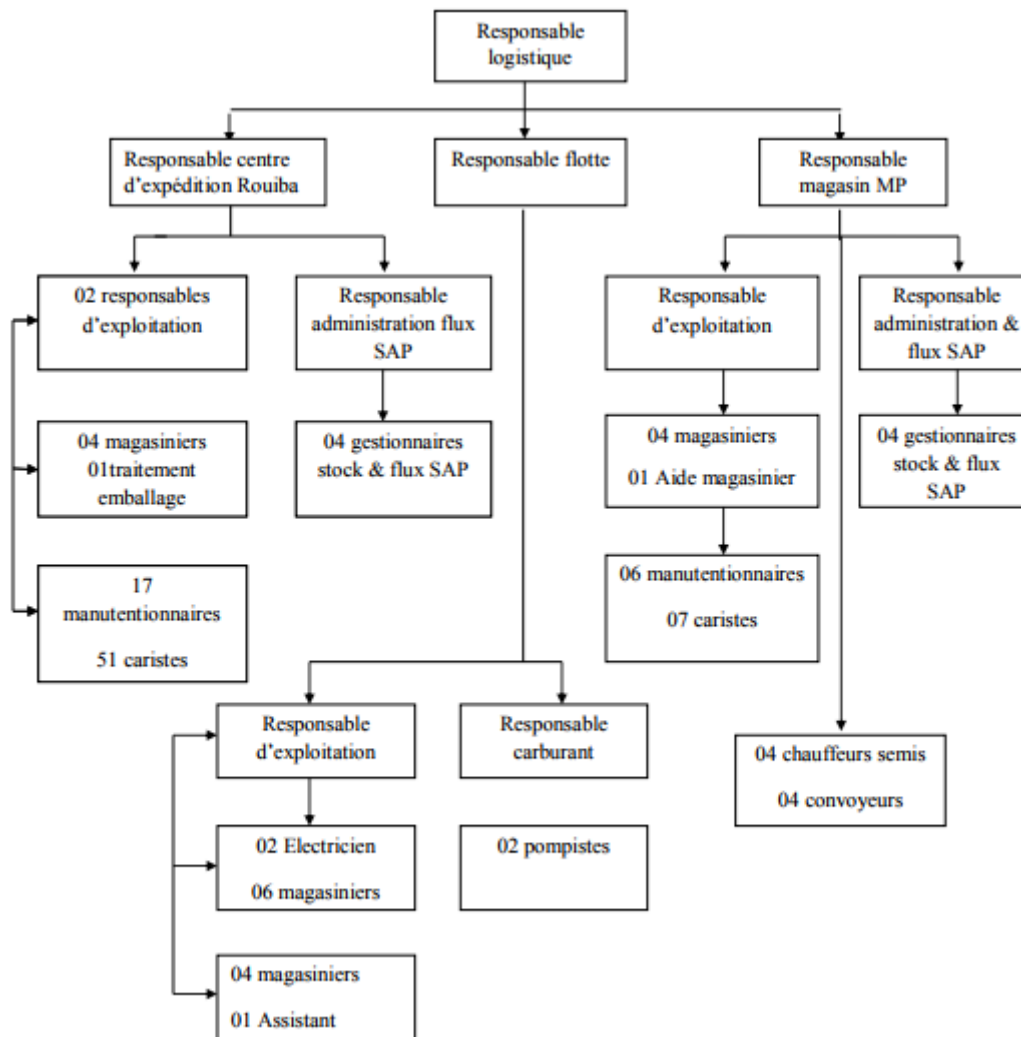 Responsable
logistique
Responsable centre
d’expédition Rouiba
Responsable flotte
Responsable
magasin MP
02 responsables
d’exploitation
Responsable
administration flux
SAP
Responsable
d’exploitation
Responsable
administration &
flux SAP
04 magasiniers
01traitement
emballage
04 gestionnaires
stock & flux SAP
04 magasiniers
01 Aide magasinier
04 gestionnaires
stock & flux
SAP
17
manutentionnaires
51 caristes
06 manutentionnaires
07 caristes
Responsable
d’exploitation
Responsable
carburant
04 chauffeurs semis
04 convoyeurs
02 Electricien
06 magasiniers
02 pompistes
04 magasiniers
01 Assistant